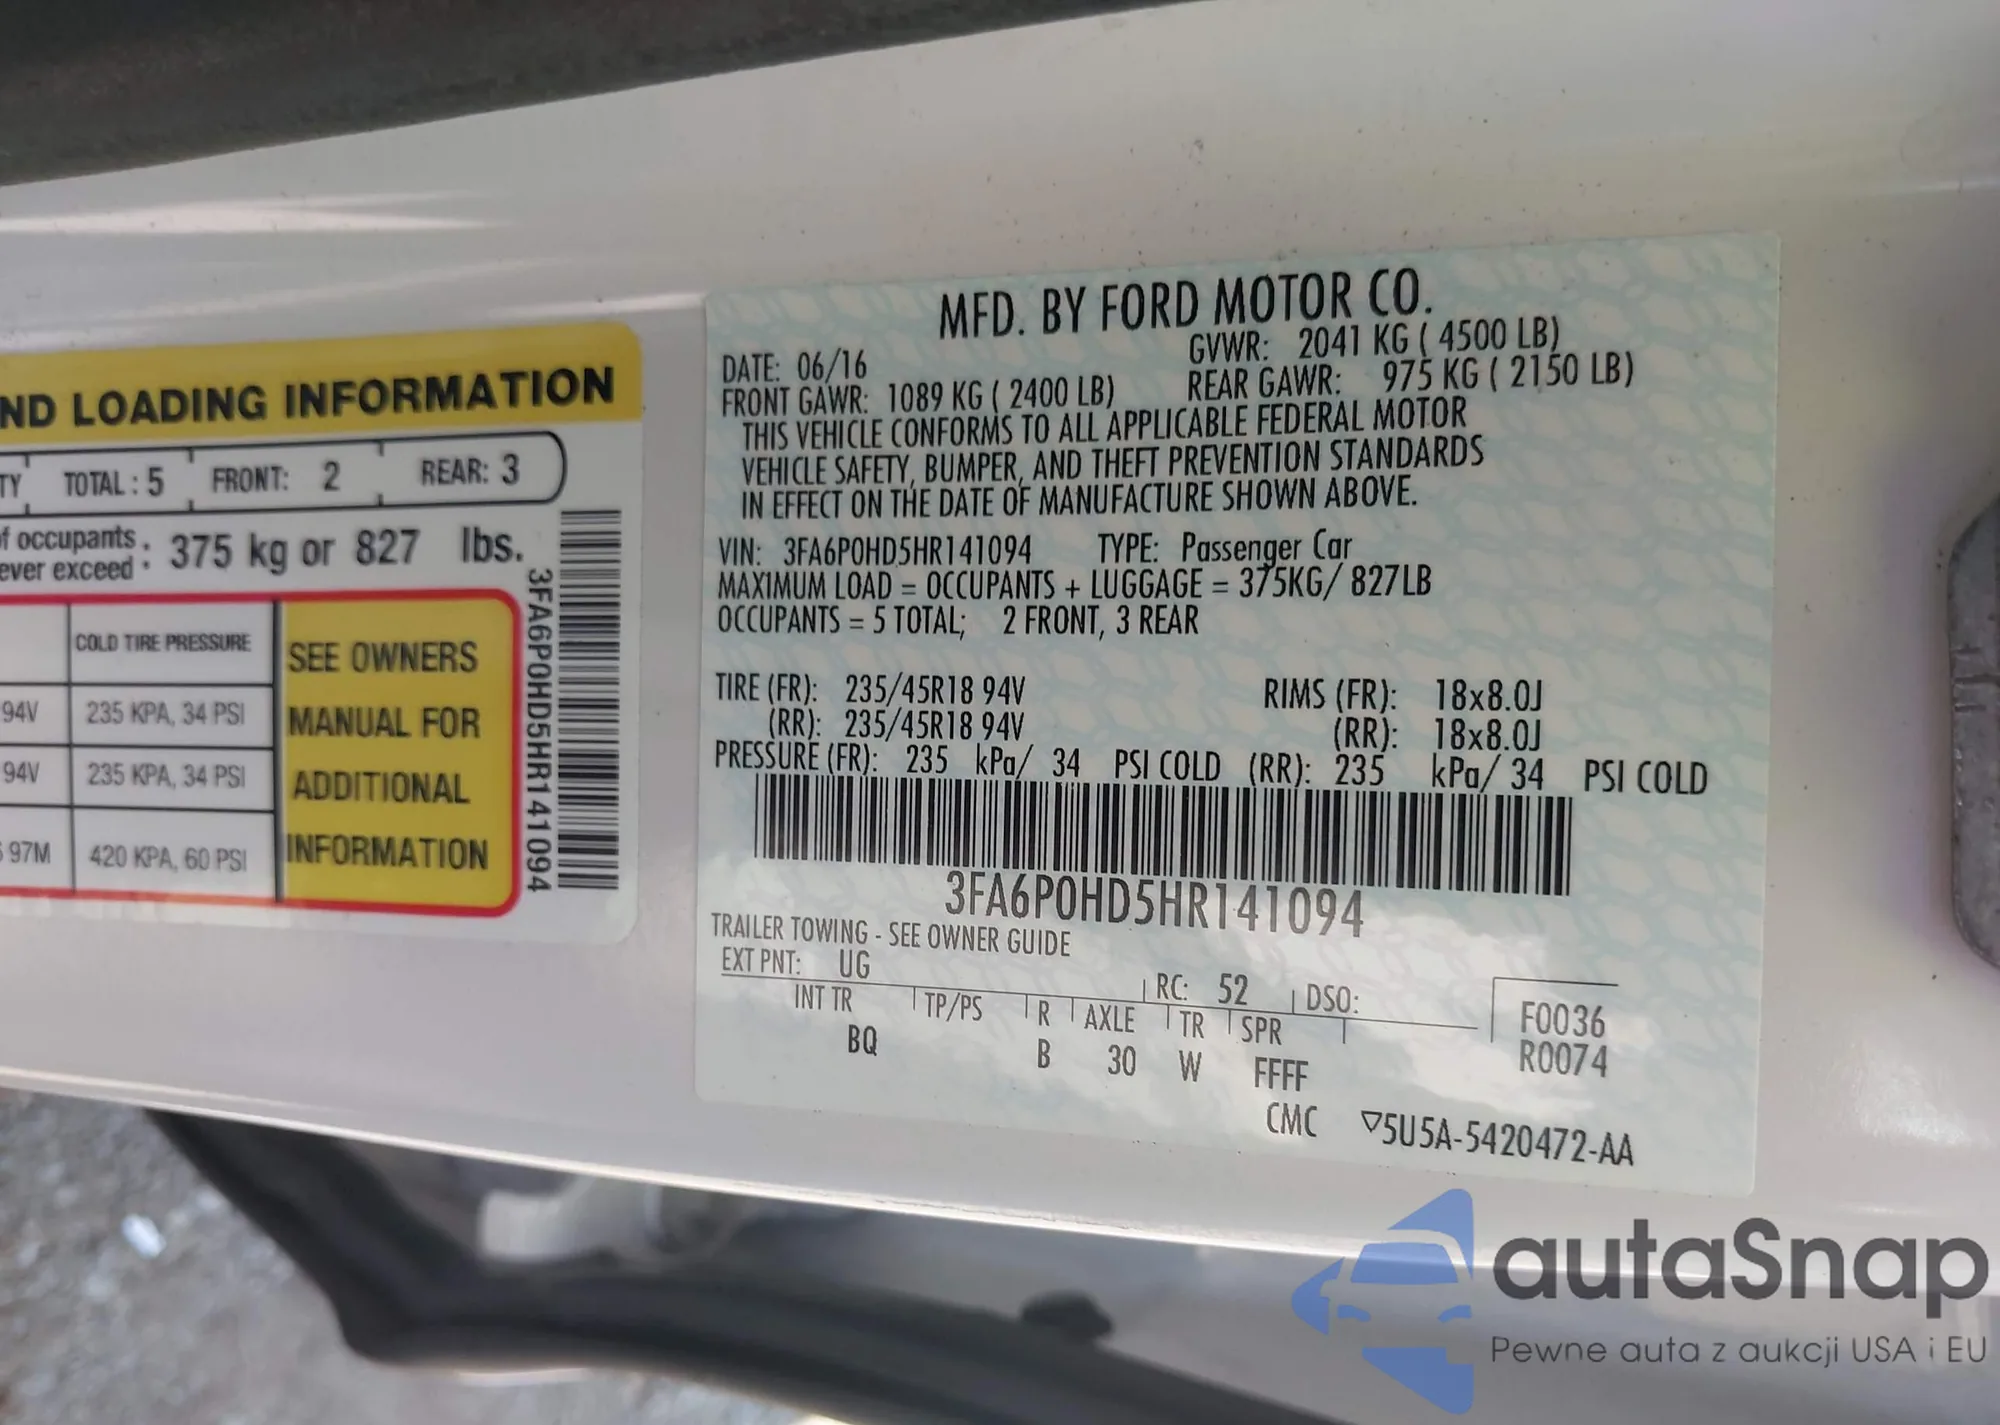 ND LOADING INFORMATION
TY TOTAL : 5 FRONT: 2 REAR: 3
f occupants : 375 kg or 827 lbs.
ever exceed
COLD TIRE PRESSURE
94V 235 KPA, 34 PSI
94V 235 KPA, 34 PSI
97M 420 KPA, 60 PSI
SEE OWNERS
MANUAL FOR
ADDITIONAL
INFORMATION
3FA6P0HD5HR141094
MFD. BY FORD MOTOR CO.
DATE: 06/16 GVWR: 2041 KG ( 4500 LB)
FRONT GAWR: 1089 KG ( 2400 LB) REAR GAWR: 975 KG ( 2150 LB)
THIS VEHICLE CONFORMS TO ALL APPLICABLE FEDERAL MOTOR
VEHICLE SAFETY, BUMPER, AND THEFT PREVENTION STANDARDS
IN EFFECT ON THE DATE OF MANUFACTURE SHOWN ABOVE.
VIN: 3FA6P0HD5HR141094 TYPE: Passenger Car
MAXIMUM LOAD = OCCUPANTS + LUGGAGE = 375KG/ 827LB
OCCUPANTS = 5 TOTAL; 2 FRONT, 3 REAR
TIRE (FR): 235/45R18 94V RIMS (FR): 18x8.0J
(RR): 235/45R18 94V (RR): 18x8.0J
PRESSURE (FR): 235 kPa/ 34 PSI COLD (RR): 235 kPa/ 34 PSI COLD
3FA6P0HD5HR141094
TRAILER TOWING - SEE OWNER GUIDE
EXT PNT: UG RC: 52 DSO:
INT TR TP/PS R AXLE TR SPR F0036
BQ B 30 W FFFF R0074
CMC ▽5U5A-5420472-AA
autaSnap
Pewne auta z aukcji USA i EU